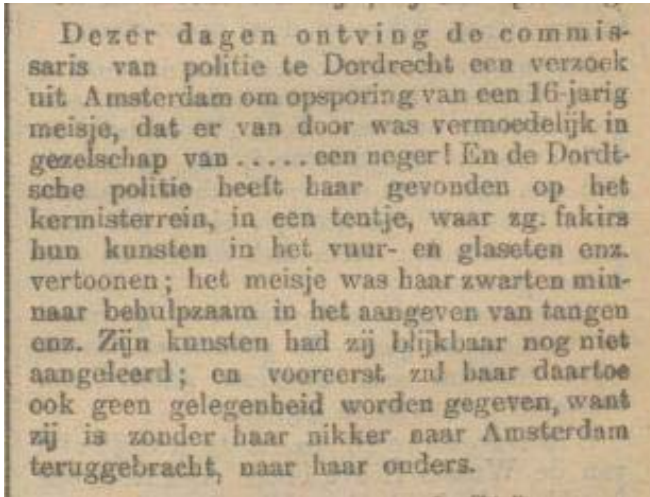 Dezer dagen ontving de commis-
saris van politie te Dordrecht een verzoek
uit Amsterdam om opsporing van een 16-jarig
meisje, dat er van door was vermoedelijk in
gezelschap van ..... een neger! En de Dordt-
sche politie heeft haar gevonden op het
kermisterrein, in een tentje, waar zg. fakirs
hun kunsten in het vuur- en glaseten enz.
vertoonen; het meisje was haar zwarten min-
naar behulpzaam in het aangeven van tangen
enz. Zijn kunsten had zij blijkbaar nog niet
aangeleerd; en vooreerst zal haar daartoe
ook geen gelegenheid worden gegeven, want
zij is zonder haar nikker naar Amsterdam
teruggebracht, naar haar ouders.